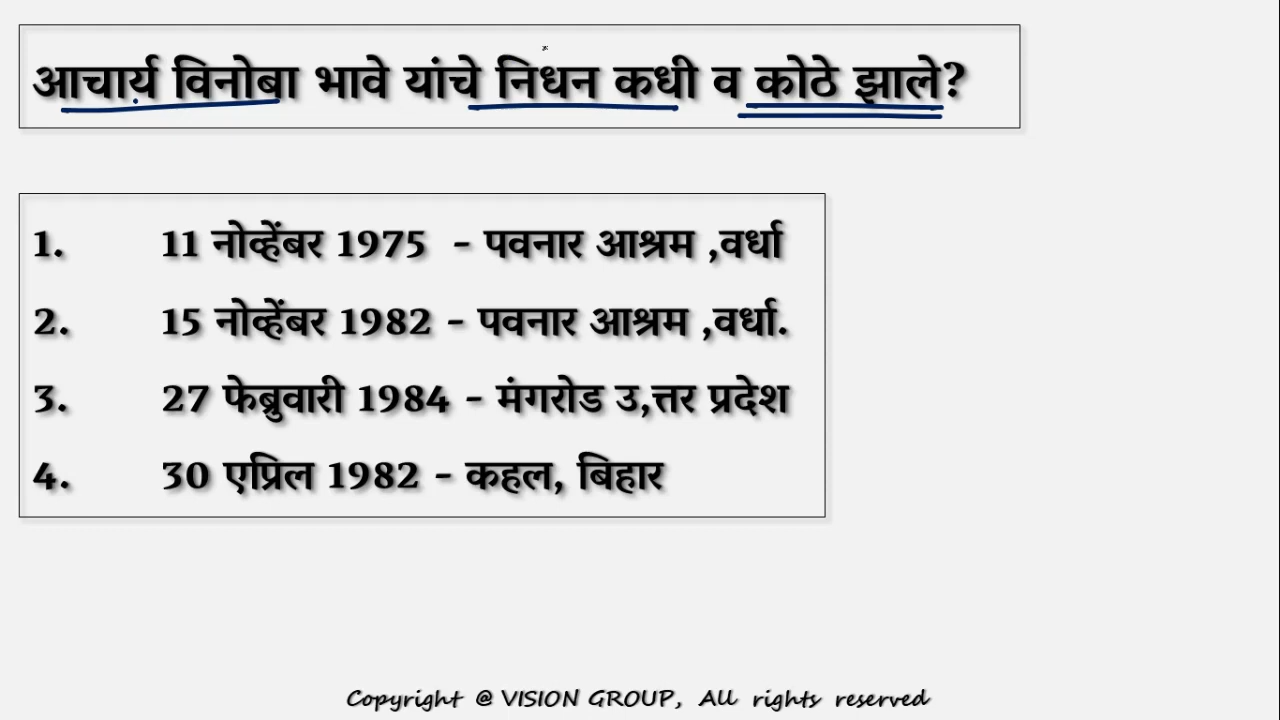 आचार्य विनोबा भावे यांचे निधन कधी व कोठे झाले?
1. 11 नोव्हेंबर 1975 - पवनार आश्रम ,वर्धा
2. 15 नोव्हेंबर 1982 - पवनार आश्रम ,वर्धा.
3. 27 फेब्रुवारी 1984 - मंगरोड उ,त्तर प्रदेश
4. 30 एप्रिल 1982 - कहल, बिहार
Copyright @ VISION GROUP, All rights reserved